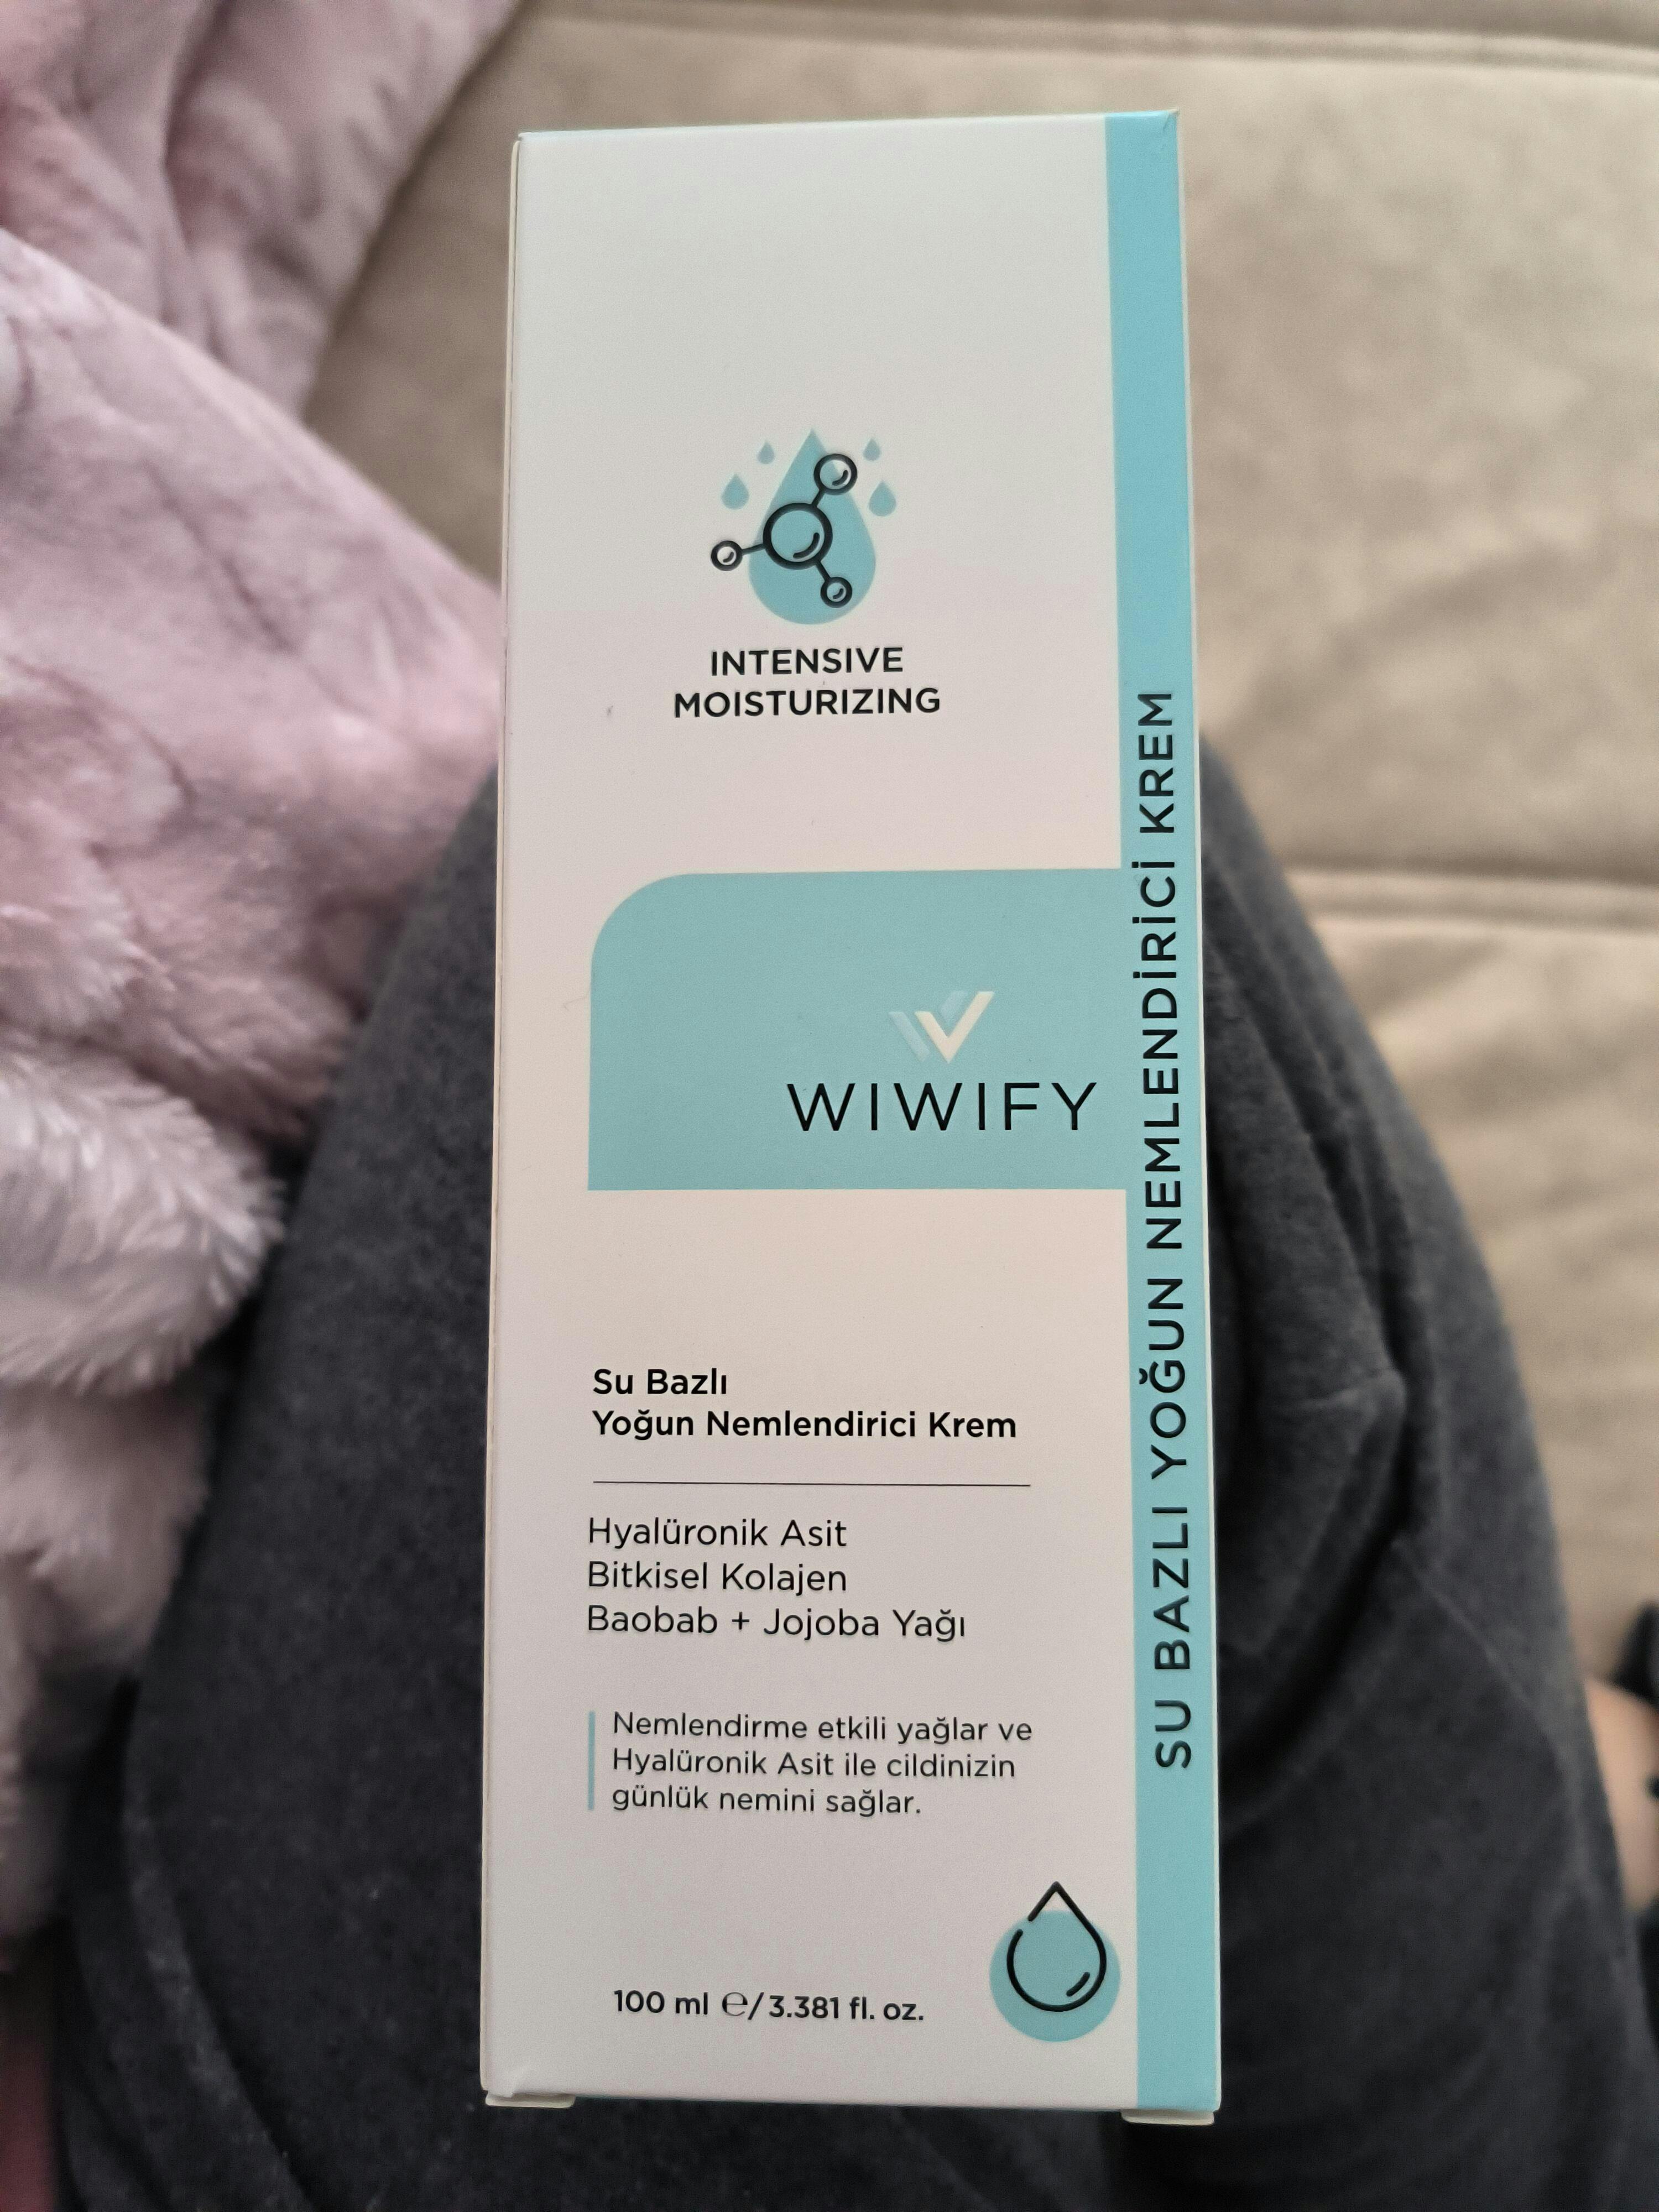 INTENSIVE
MOISTURIZING
WIWIFY
Su Bazlı
Yoğun Nemlendirici Krem
Hyalüronik Asit
Bitkisel Kolajen
Baobab + Jojoba Yağı
Nemlendirme etkili yağlar ve
Hyalüronik Asit ile cildinizin
günlük nemini sağlar.
100 ml ℮/3.381 fl. oz.
SU BAZLI YOĞUN NEMLENDİRİCİ KREM